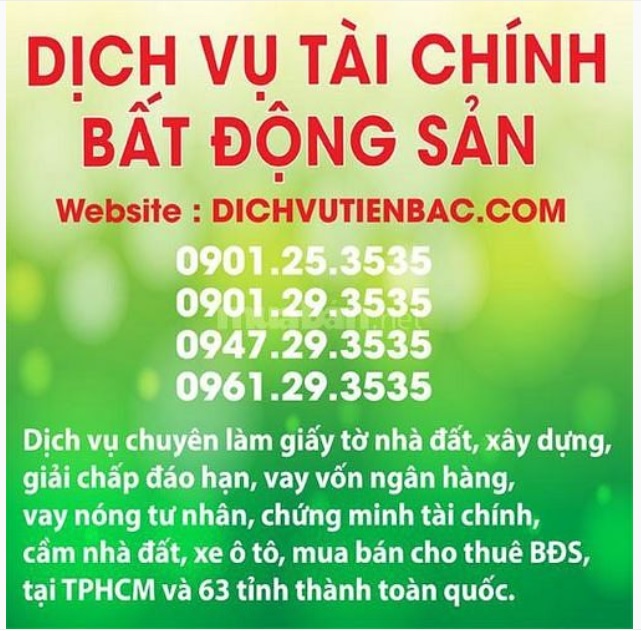 DỊCH VỤ TÀI CHÍNH
BẤT ĐỘNG SẢN
Website : DICHVUTIENBAC.COM
0901.25.3535
0901.29.3535
muaban.net
0947.29.3535
0961.29.3535
Dịch vụ chuyên làm giấy tờ nhà đất, xây dựng,
giải chấp đáo hạn, vay vốn ngân hàng,
vay nóng tư nhân, chứng minh tài chính,
cầm nhà đất, xe ô tô, mua bán cho thuê BĐS,
tại TPHCM và 63 tỉnh thành toàn quốc.